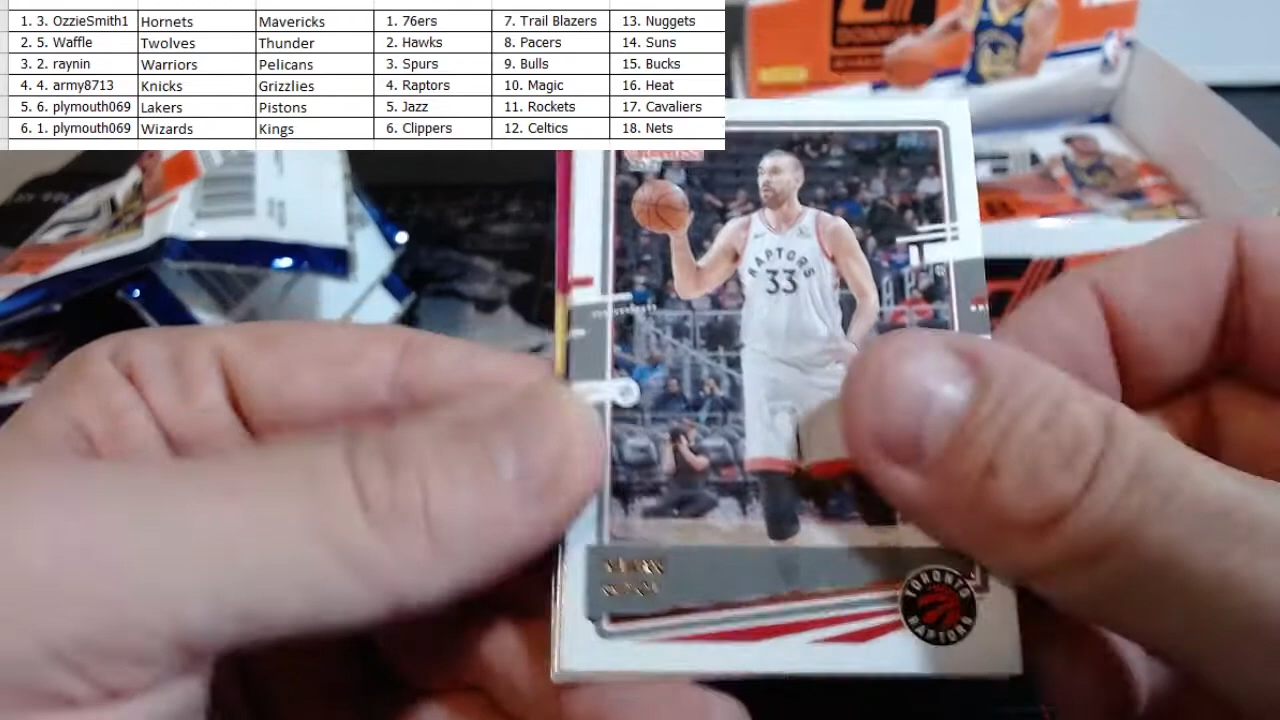 1. 3. OzzieSmith1 Hornets Mavericks 1. 76ers 7. Trail Blazers 13. Nuggets
2. 5. Waffle Twolves Thunder 2. Hawks 8. Pacers 14. Suns
3. 2. raynin Warriors Pelicans 3. Spurs 9. Bulls 15. Bucks
4. 4. army8713 Knicks Grizzlies 4. Raptors 10. Magic 16. Heat
5. 6. plymouth069 Lakers Pistons 5. Jazz 11. Rockets 17. Cavaliers
6. 1. plymouth069 Wizards Kings 6. Clippers 12. Celtics 18. Nets
RAPTORS
33
TORONTO
RAPTORS